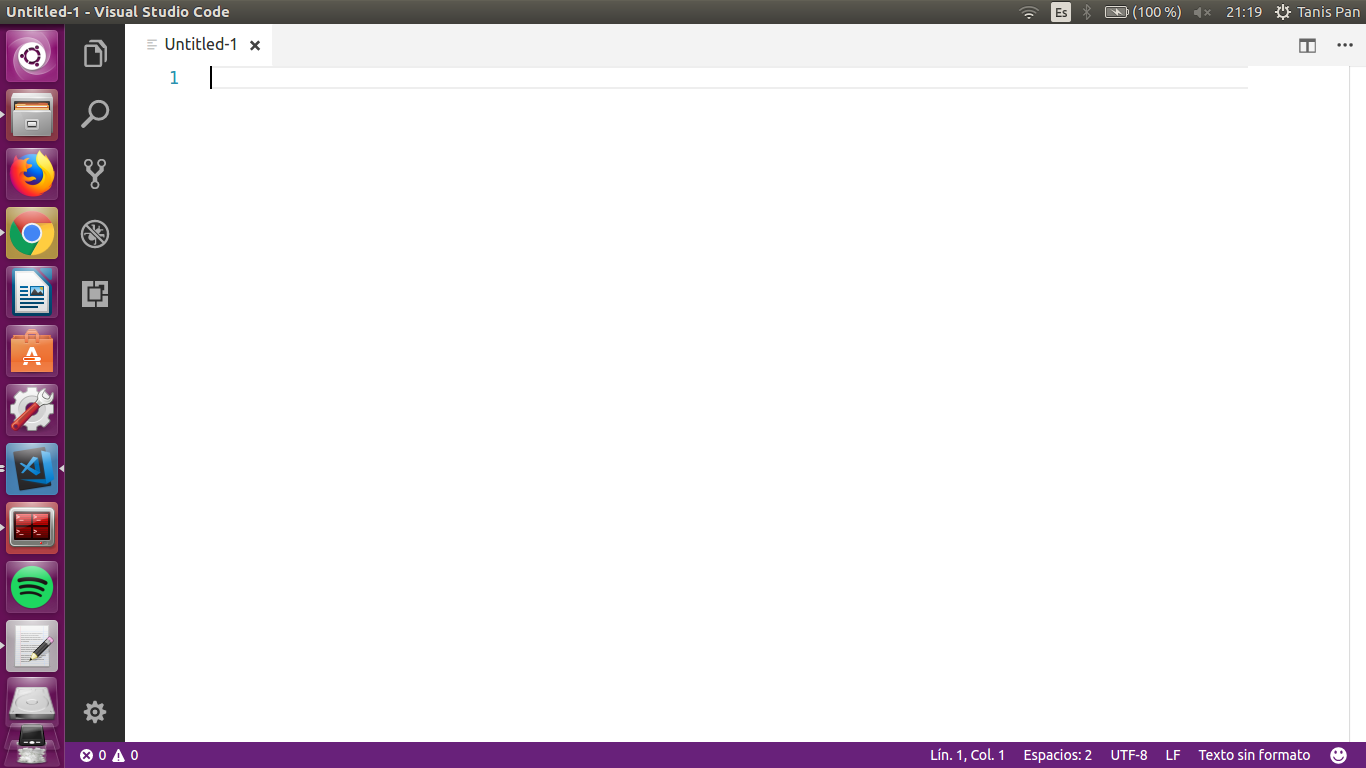 Untitled-1 - Visual Studio Code
Es
(100 %)
21:19
Tanis Pan
Untitled-1
1
0
0
Lín. 1, Col. 1
Espacios: 2
UTF-8
LF
Texto sin formato